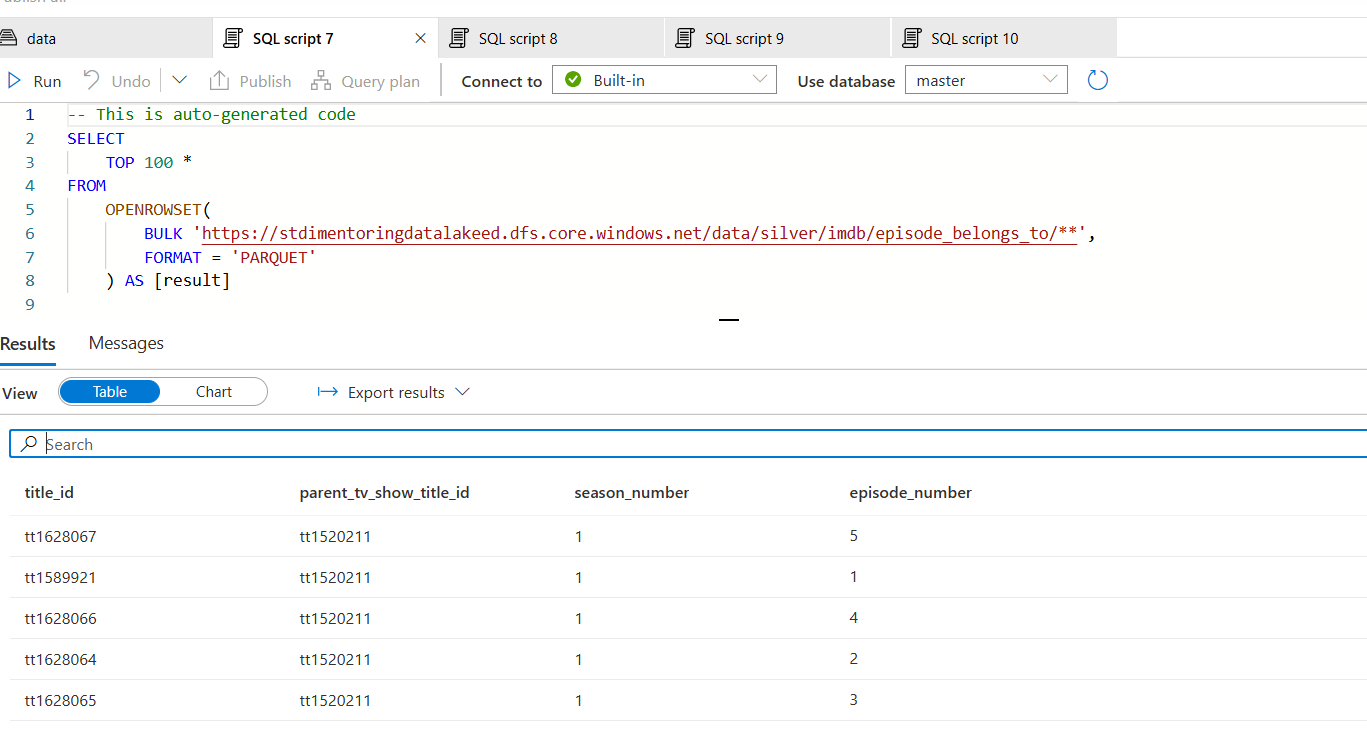 data SQL script 7 SQL script 8 SQL script 9 SQL script 10
Run Undo Publish Query plan Connect to Built-in Use database master
1 -- This is auto-generated code
2 SELECT
3 TOP 100 *
4 FROM
5 OPENROWSET(
6 BULK 'https://stdimentoringdatalakeed.dfs.core.windows.net/data/silver/imdb/episode_belongs_to/**',
7 FORMAT = 'PARQUET'
8 ) AS [result]
9
Results Messages
View Table Chart Export results
Search
title_id parent_tv_show_title_id season_number episode_number
tt1628067 tt1520211 1 5
tt1589921 tt1520211 1 1
tt1628066 tt1520211 1 4
tt1628064 tt1520211 1 2
tt1628065 tt1520211 1 3